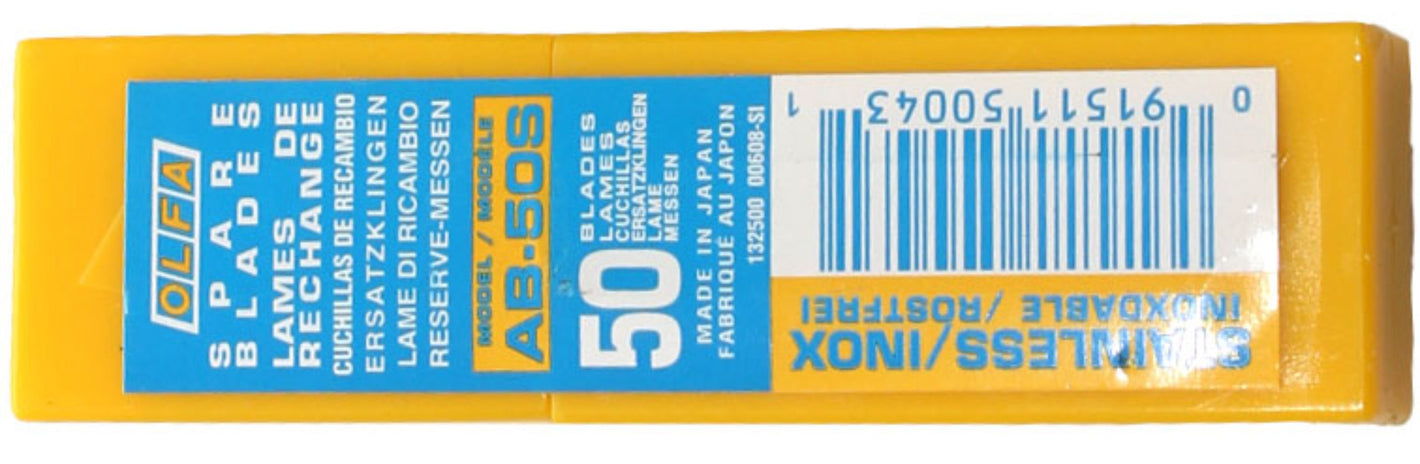 OLFA
SPARE
BLADES
LAMES DE
RECHANGE
CUCHILLAS DE RECAMBIO
ERSATZKLINGEN
LAME DI RICAMBIO
RESERVE-MESSEN
MODEL / MODELE
AB-50S
50 BLADES
LAMES
CUCHILLAS
ERSATZKLINGEN
LAME
MESSEN
MADE IN JAPAN
FABRIQUÉ AU JAPON
132500 00608-SI
STAINLESS/INOX
INOXDABLE/ROSTFREI
0 91511 50043 1